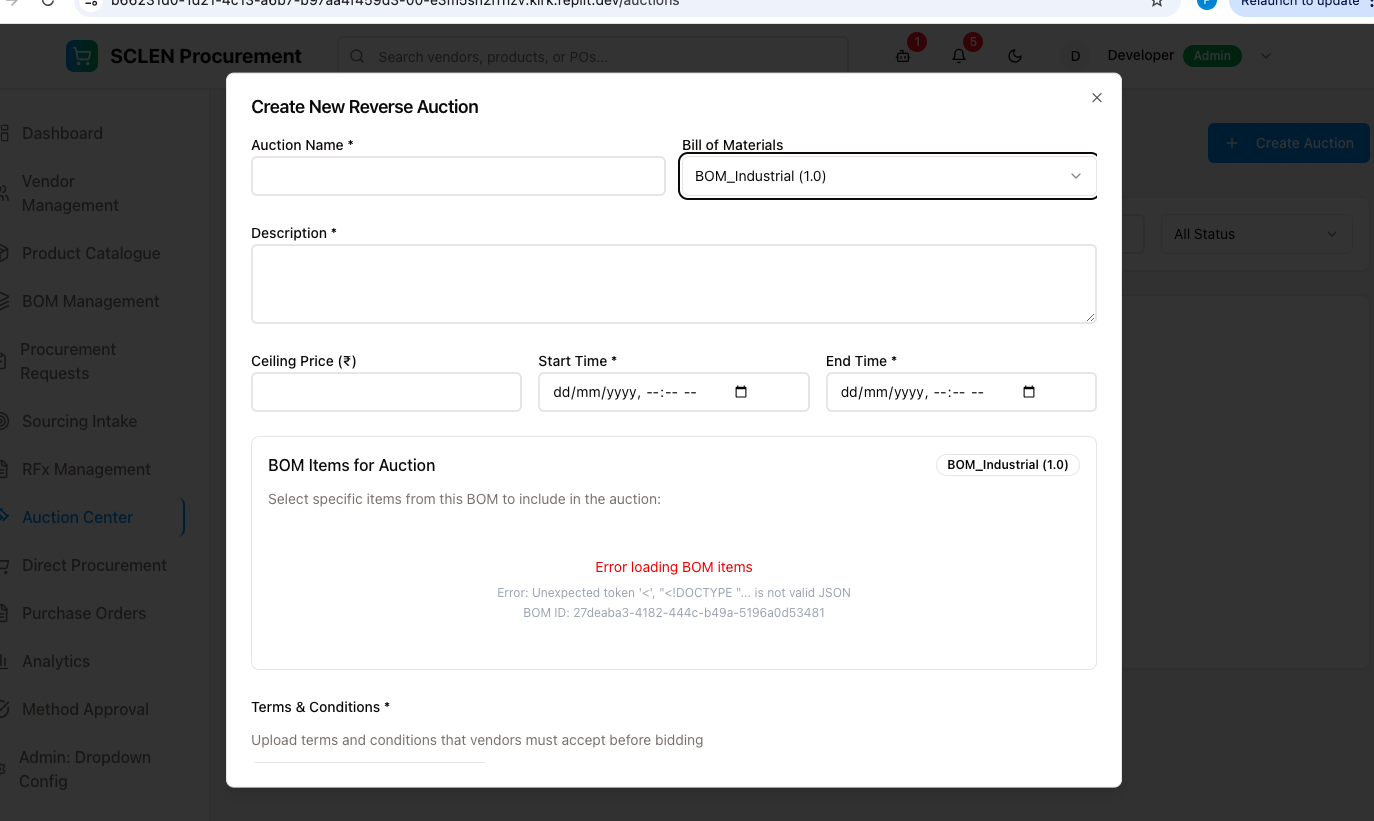 b66231d0-1d21-4c13-a6b7-b97aa4f459d3-00-e3m5sh2mhzv.kirk.replit.dev/auctions
Relaunch to update
SCLEN Procurement
Search vendors, products, or POs...
1
5
D
Developer
Admin
Create New Reverse Auction
Auction Name *
Bill of Materials
BOM_Industrial (1.0)
Description *
Ceiling Price (₹)
Start Time *
End Time *
dd/mm/yyyy, --:-- --
dd/mm/yyyy, --:-- --
BOM Items for Auction
BOM_Industrial (1.0)
Select specific items from this BOM to include in the auction:
Error loading BOM items
Error: Unexpected token '<', "<!DOCTYPE "... is not valid JSON
BOM ID: 27deaba3-4182-444c-b49a-5196a0d53481
Terms & Conditions *
Upload terms and conditions that vendors must accept before bidding
Dashboard
Vendor
Management
Product Catalogue
BOM Management
Procurement
Requests
Sourcing Intake
RFx Management
Auction Center
Direct Procurement
Purchase Orders
Analytics
Method Approval
Admin: Dropdown
Config
Create Auction
All Status